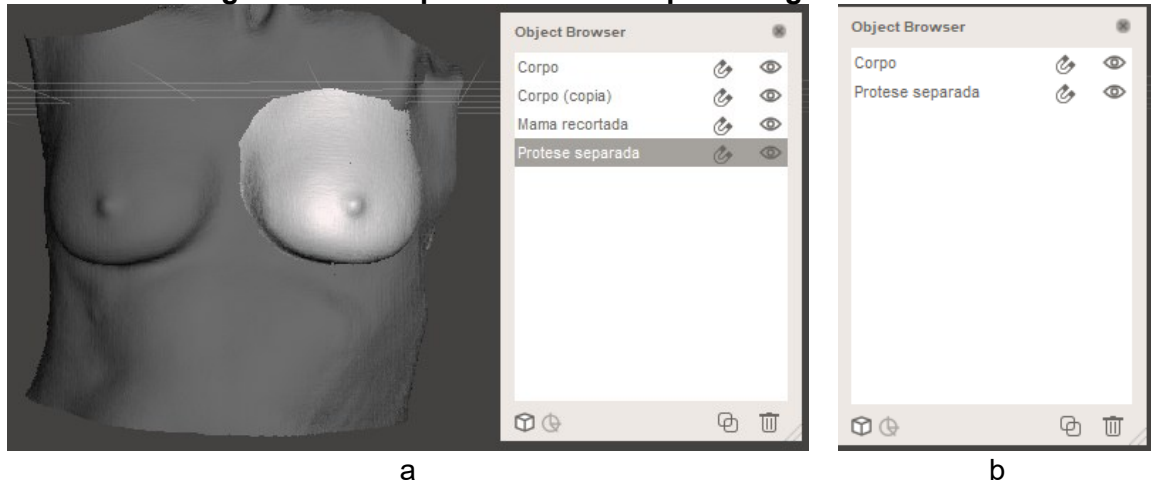 Object Browser
Corpo
Corpo (copia)
Mama recortada
Protese separada
a
Object Browser
Corpo
Protese separada
b